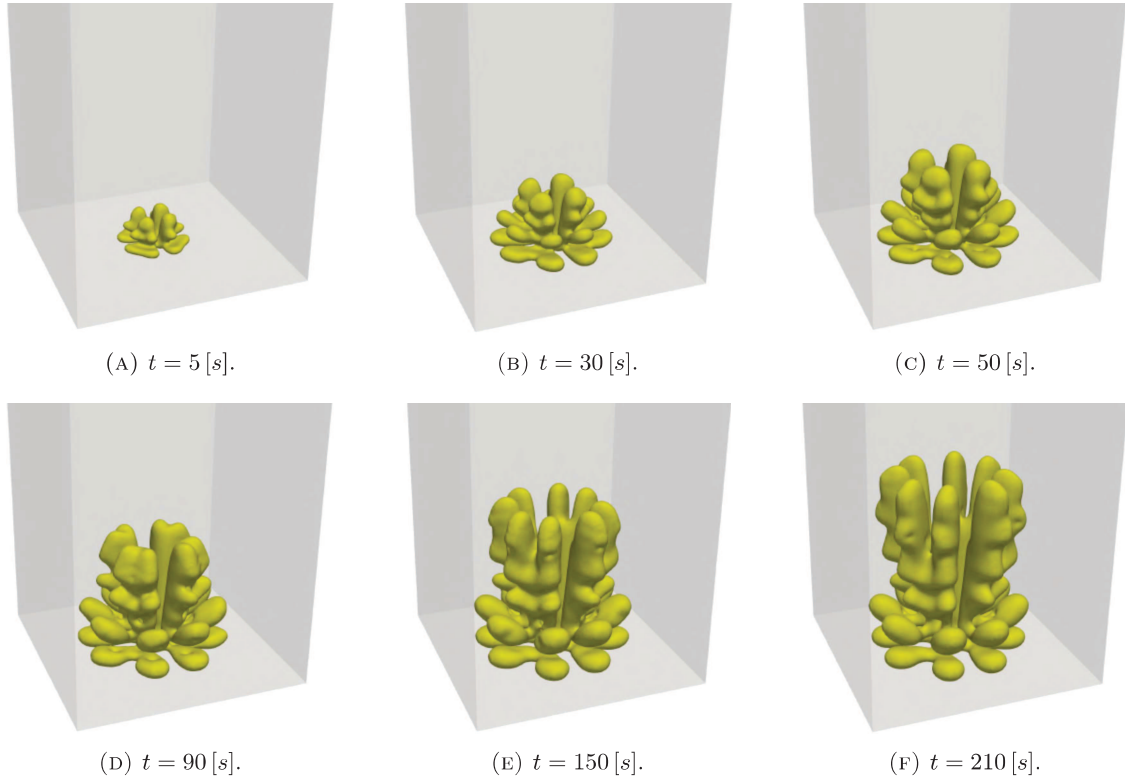 (A) t = 5 [s].
(B) t = 30 [s].
(C) t = 50 [s].
(D) t = 90 [s].
(E) t = 150 [s].
(F) t = 210 [s].